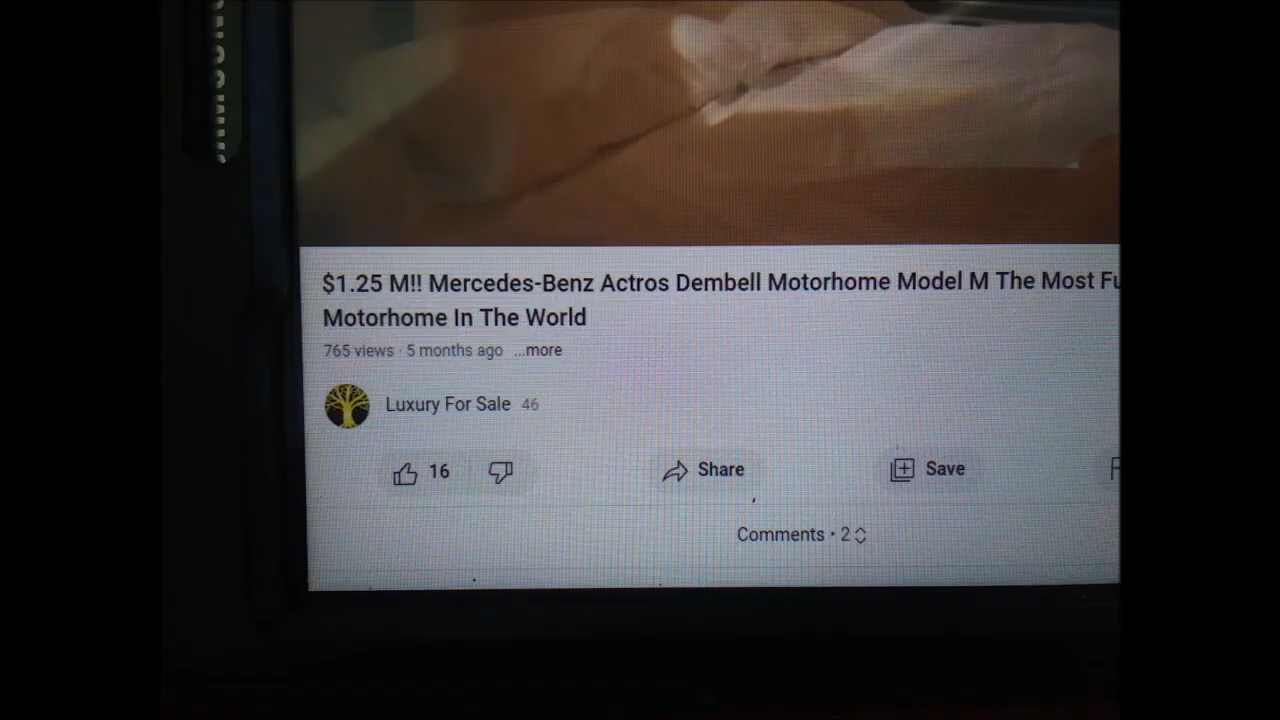 $1.25 M!! Mercedes-Benz Actros Dembell Motorhome Model M The Most
Motorhome In The World
765 views · 5 months ago ...more
Luxury For Sale 46
16 Share Save
Comments · 2